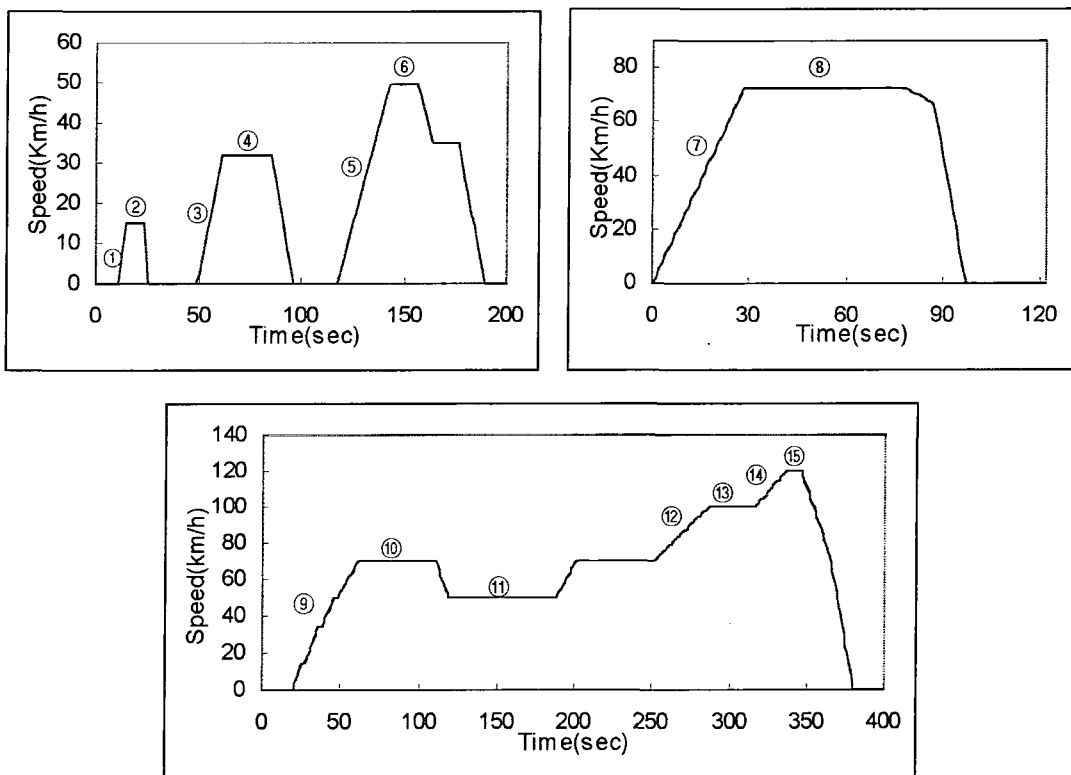 60
50
40
30
20
10
0
Speed(Km/h)
① ② ③ ④ ⑤ ⑥
0 50 100 150 200
Time(sec)
80
60
40
20
0
Speed(Km/h)
⑦ ⑧
0 30 60 90 120
Time(sec)
140
120
100
80
60
40
20
0
Speed(km/h)
⑨ ⑩ ⑪ ⑫ ⑬ ⑭ ⑮
0 50 100 150 200 250 300 350 400
Time(sec)